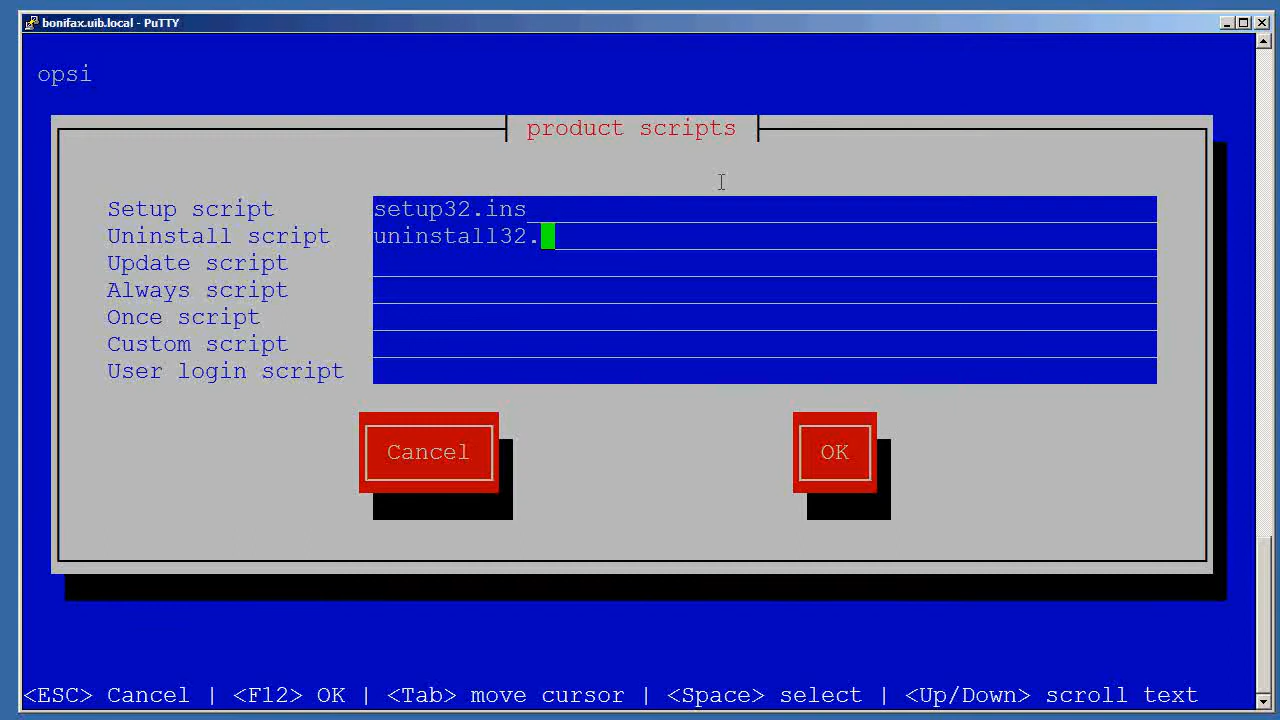 bonifax.uib.local - PuTTY
opsi
product scripts
Setup script setup32.ins
Uninstall script uninstall32.
Update script
Always script
Once script
Custom script
User login script
Cancel OK
<ESC> Cancel | <F12> OK | <Tab> move cursor | <Space> select | <Up/Down> scroll text